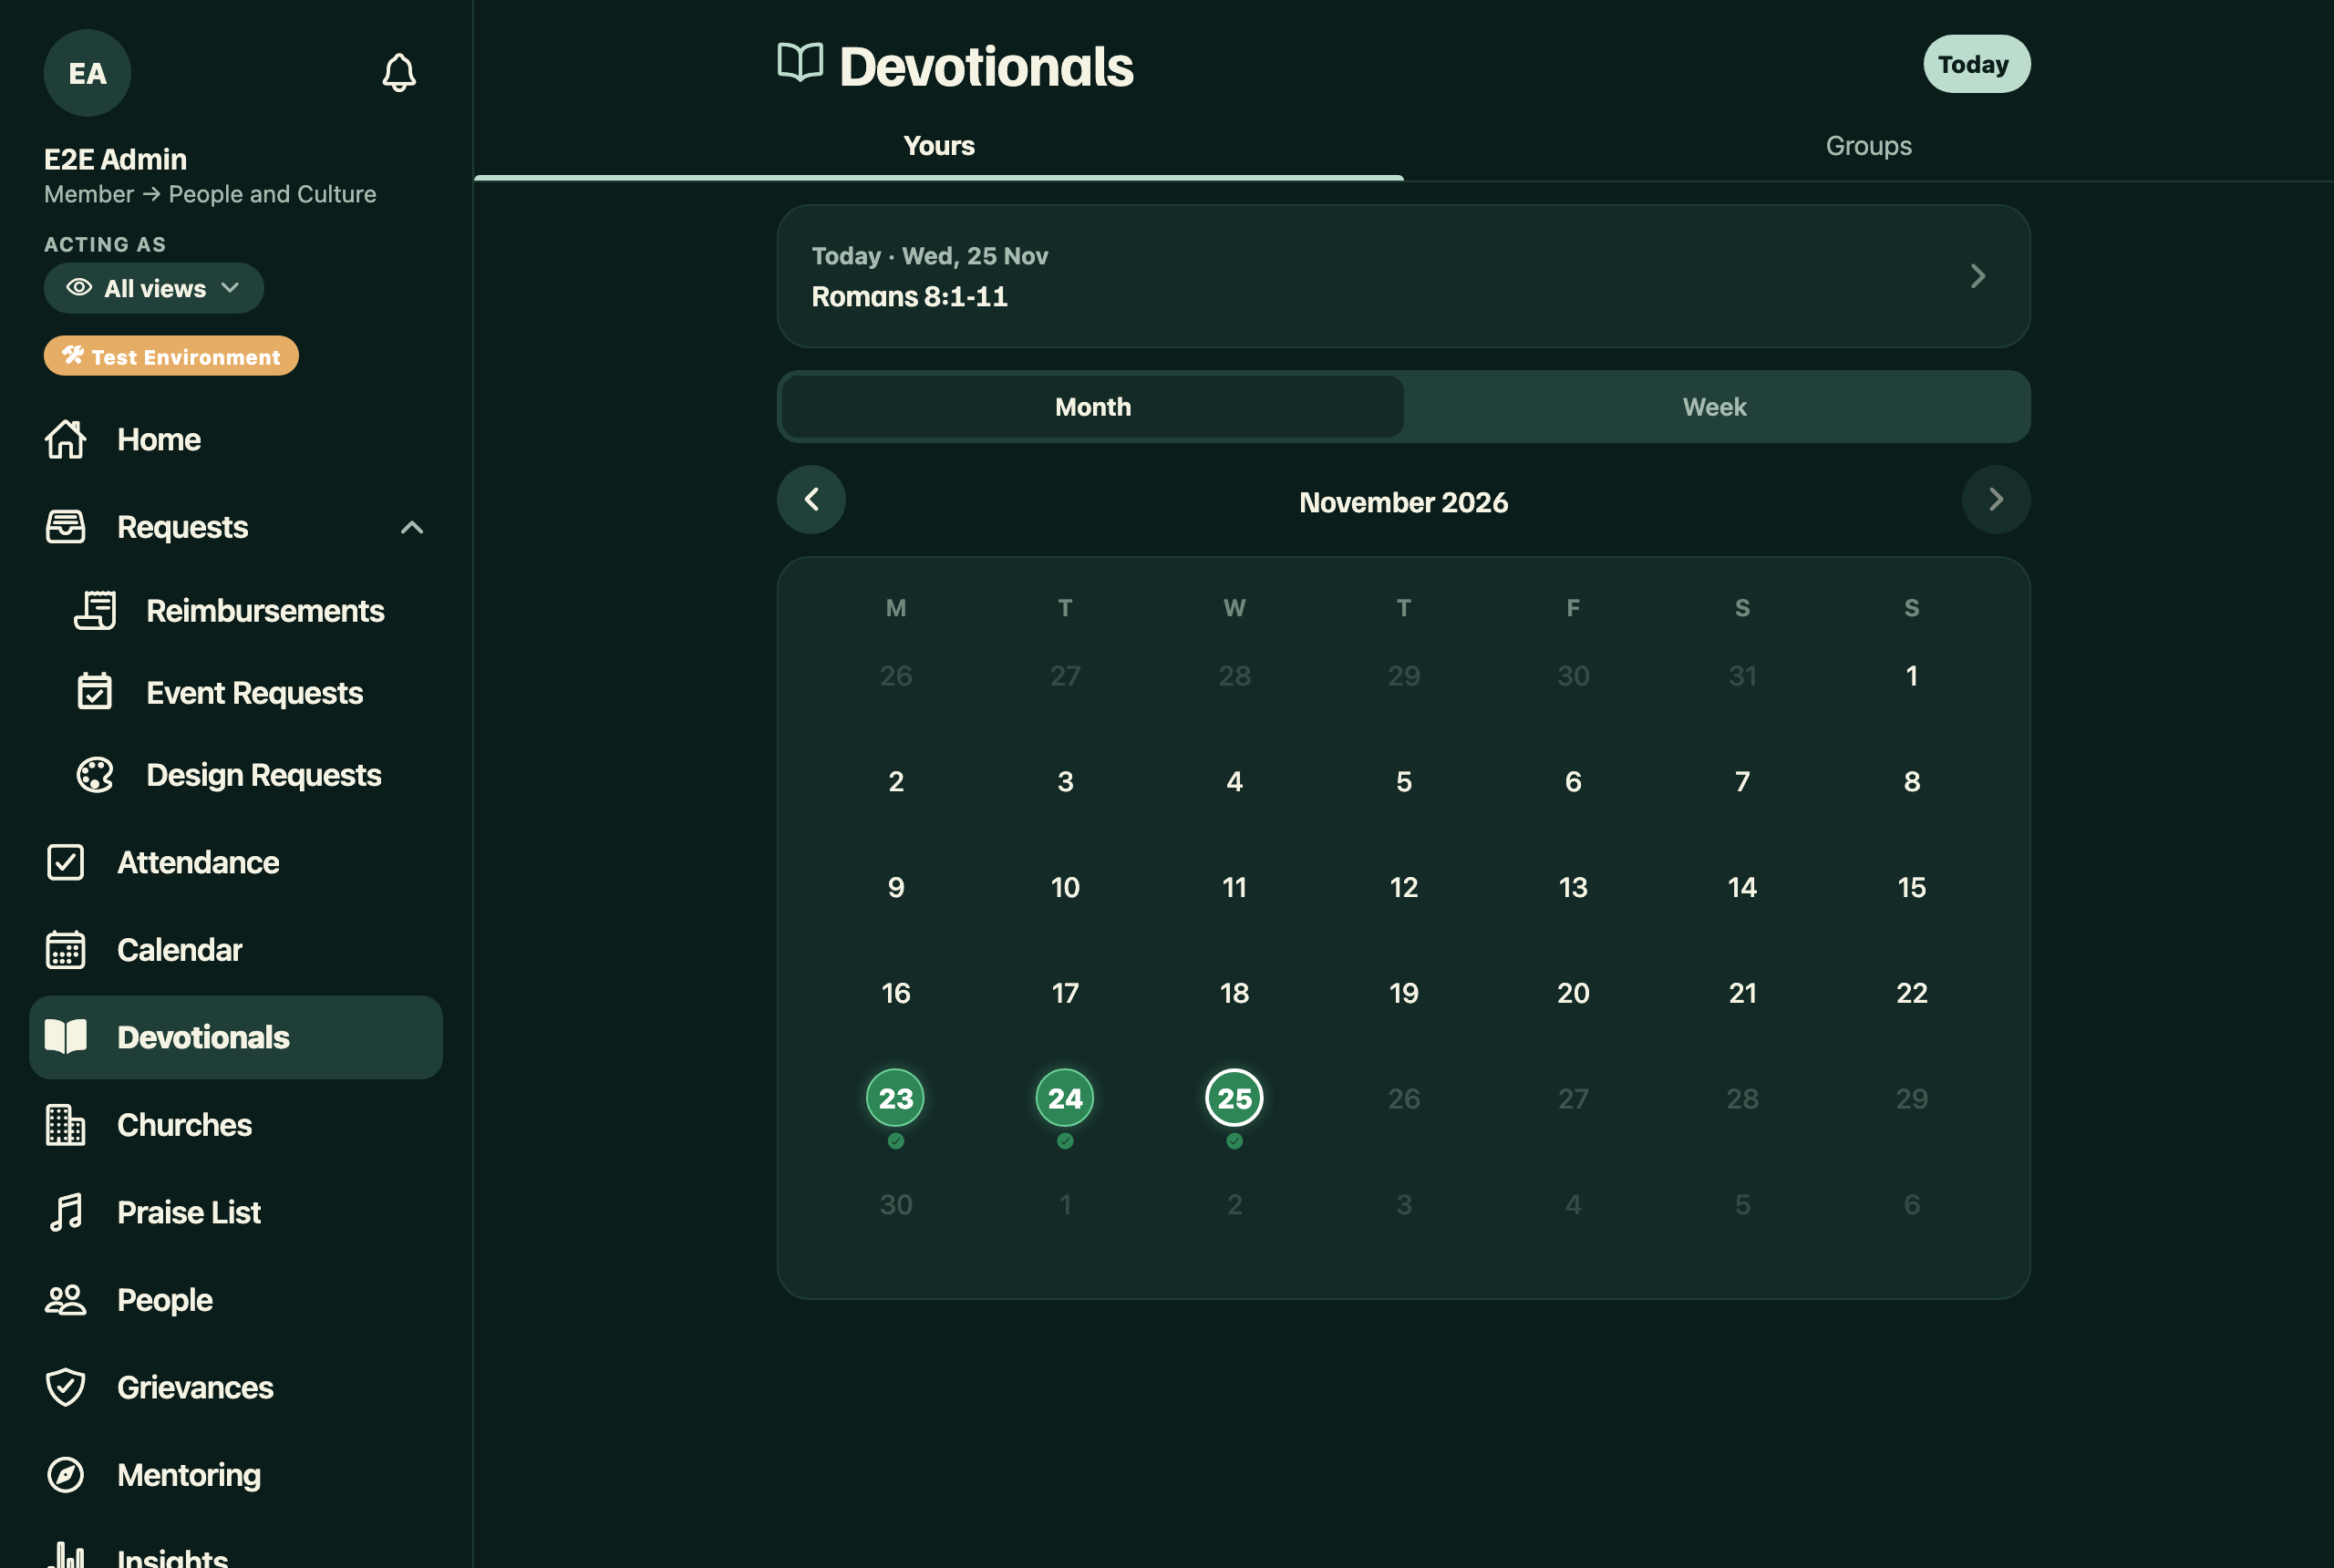 EA
E2E Admin
Member → People and Culture
ACTING AS
All views
Test Environment
Home
Requests
Reimbursements
Event Requests
Design Requests
Attendance
Calendar
Devotionals
Churches
Praise List
People
Grievances
Mentoring
Insights
Devotionals
Today
Yours
Groups
Today · Wed, 25 Nov
Romans 8:1-11
Month
Week
November 2026
M T W T F S S
26 27 28 29 30 31 1
2 3 4 5 6 7 8
9 10 11 12 13 14 15
16 17 18 19 20 21 22
23 24 25 26 27 28 29
30 1 2 3 4 5 6